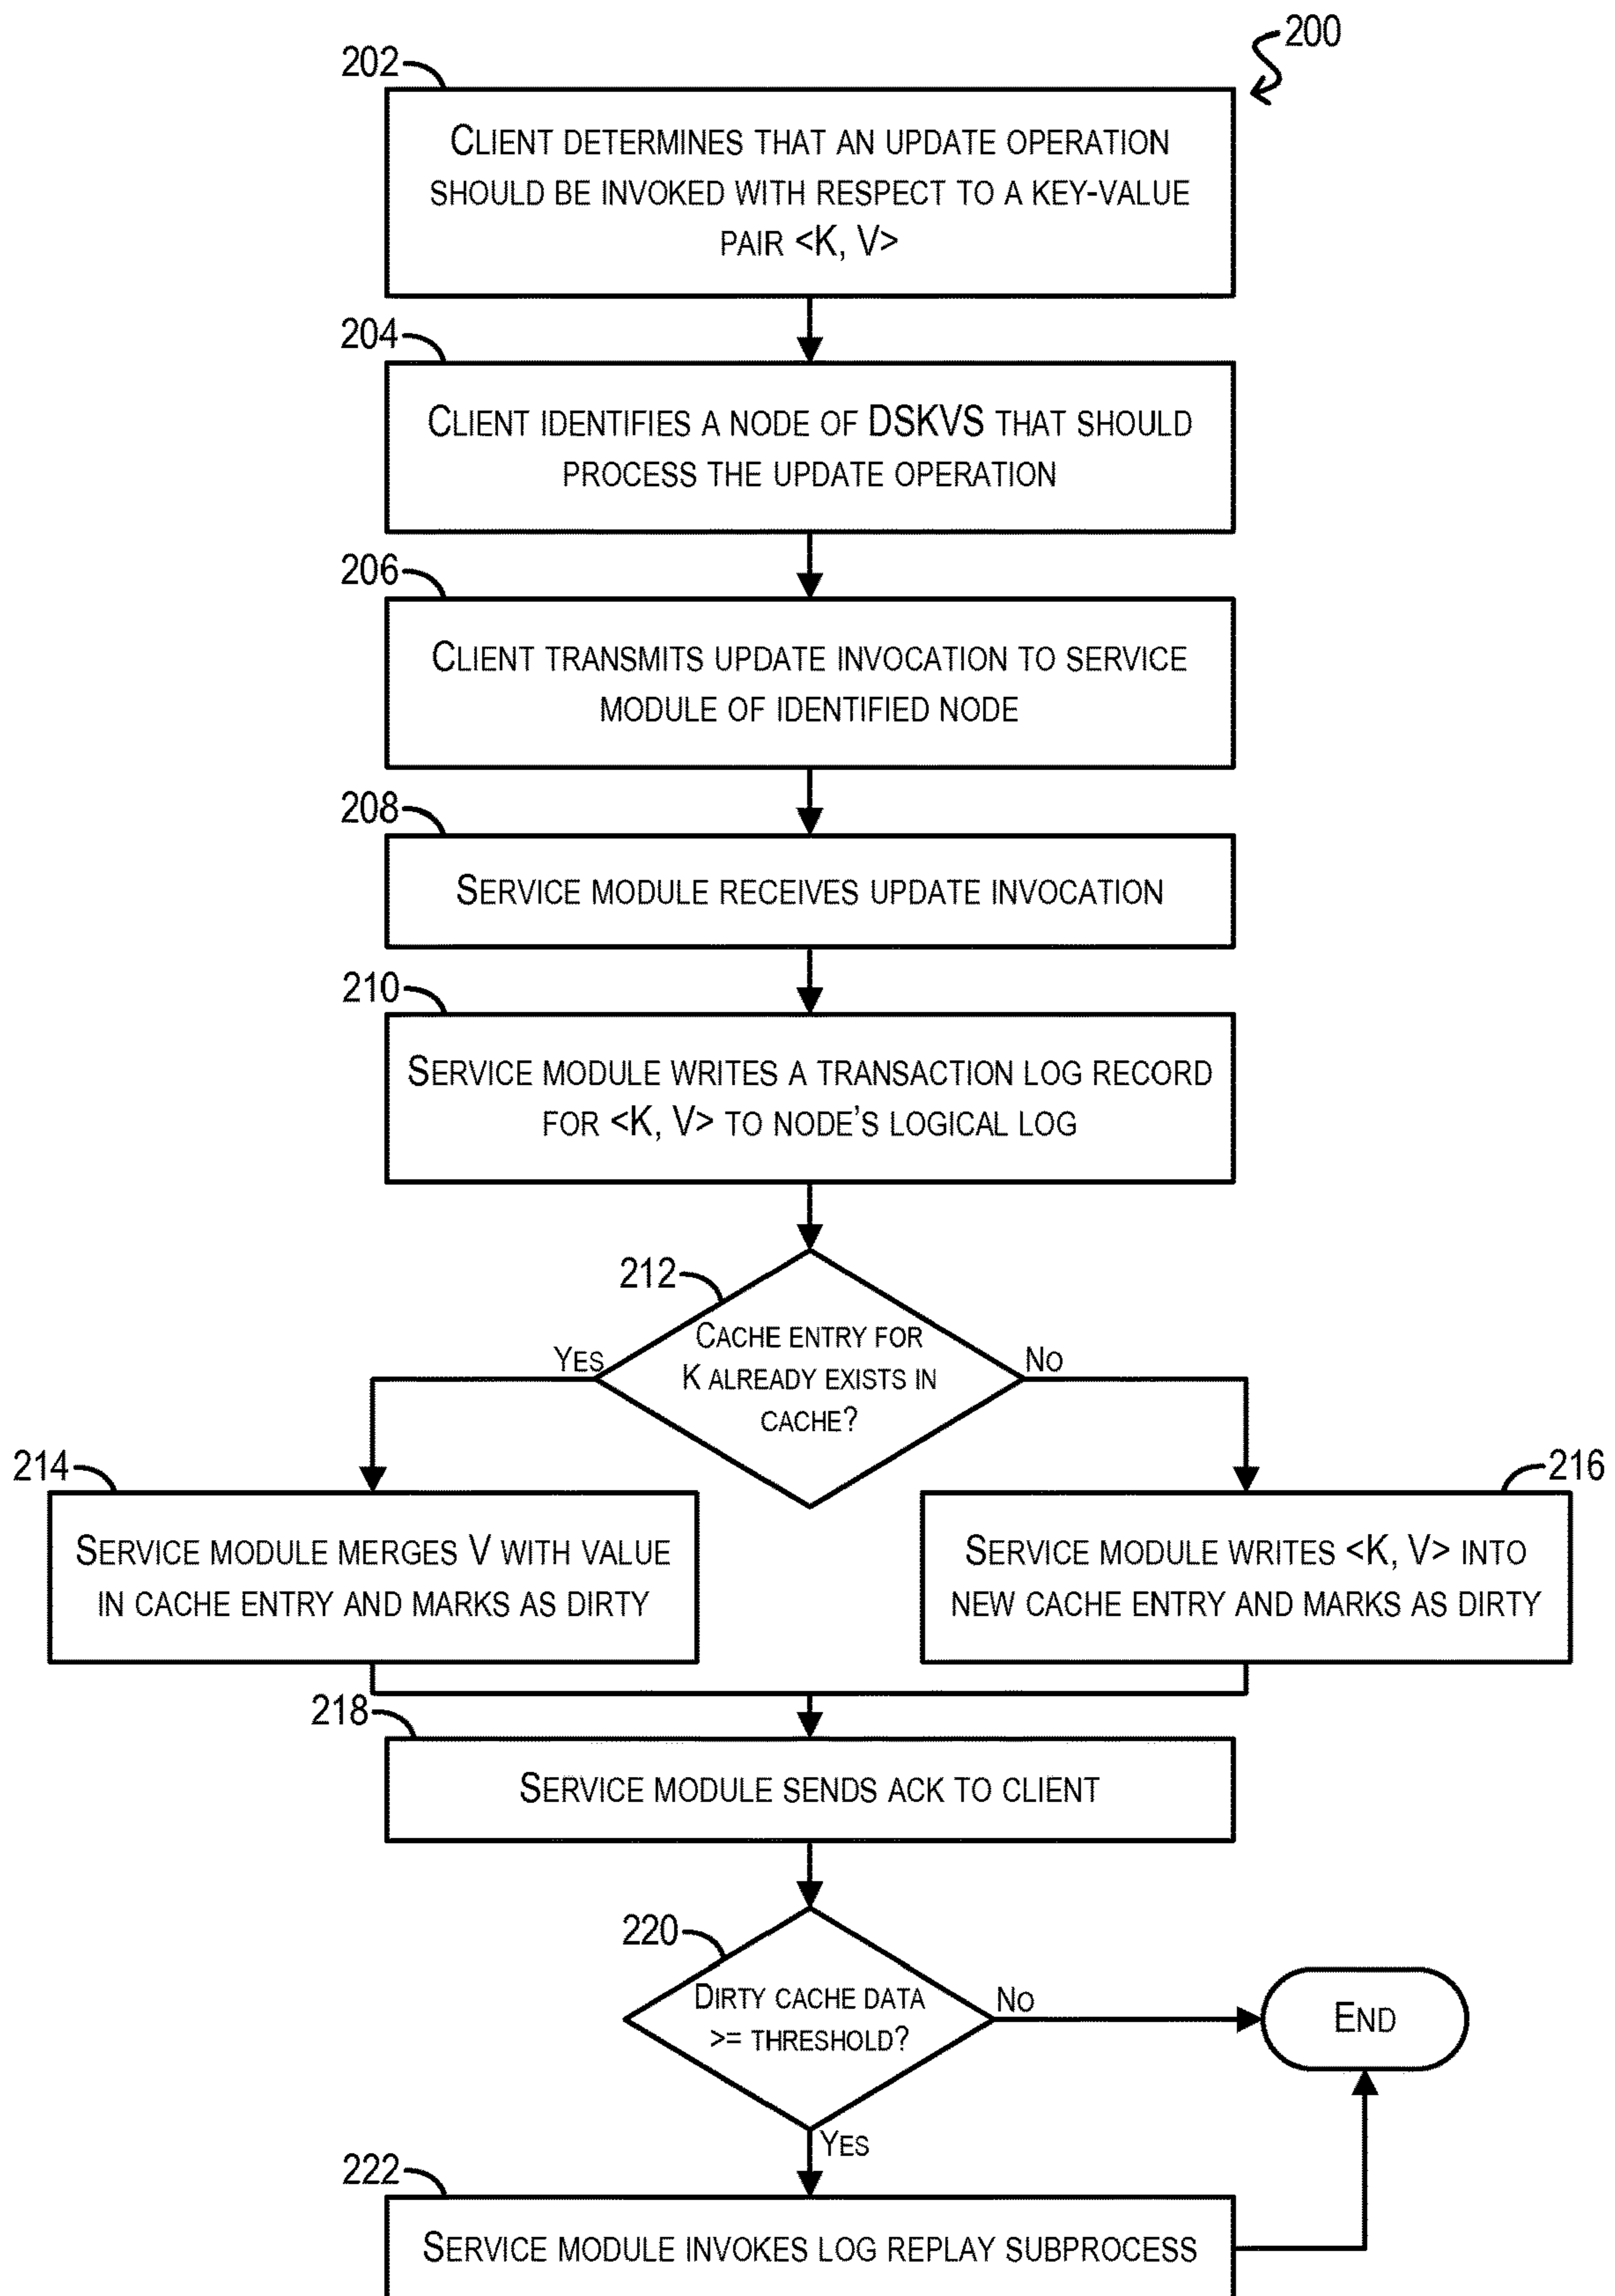 200
202
CLIENT DETERMINES THAT AN UPDATE OPERATION
SHOULD BE INVOKED WITH RESPECT TO A KEY-VALUE
PAIR <K, V>
204
CLIENT IDENTIFIES A NODE OF DSKVS THAT SHOULD
PROCESS THE UPDATE OPERATION
206
CLIENT TRANSMITS UPDATE INVOCATION TO SERVICE
MODULE OF IDENTIFIED NODE
208
SERVICE MODULE RECEIVES UPDATE INVOCATION
210
SERVICE MODULE WRITES A TRANSACTION LOG RECORD
FOR <K, V> TO NODE'S LOGICAL LOG
212
CACHE ENTRY FOR
K ALREADY EXISTS IN
CACHE?
YES
NO
214
SERVICE MODULE MERGES V WITH VALUE
IN CACHE ENTRY AND MARKS AS DIRTY
216
SERVICE MODULE WRITES <K, V> INTO
NEW CACHE ENTRY AND MARKS AS DIRTY
218
SERVICE MODULE SENDS ACK TO CLIENT
220
DIRTY CACHE DATA
>= THRESHOLD?
NO
END
YES
222
SERVICE MODULE INVOKES LOG REPLAY SUBPROCESS